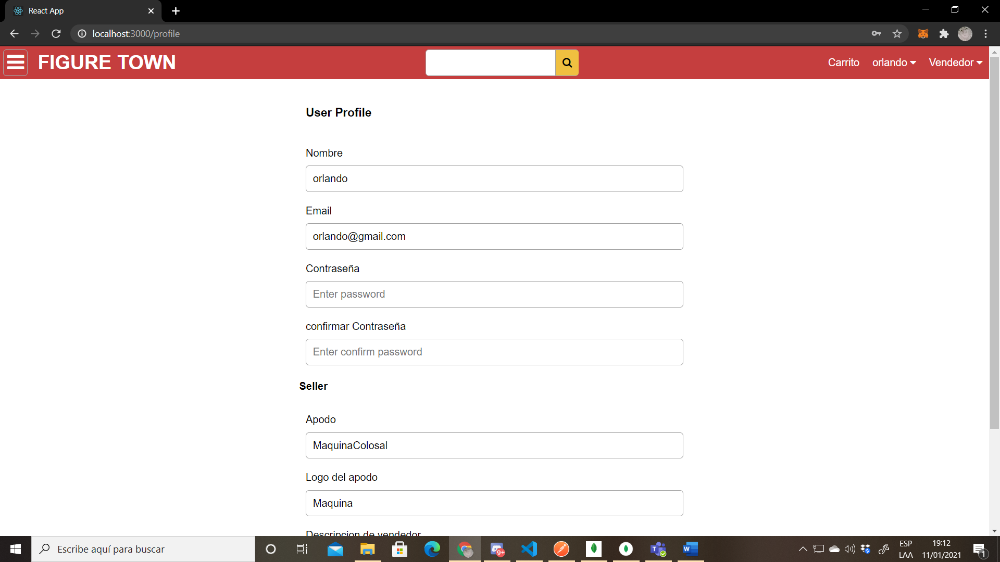 React App
localhost:3000/profile
FIGURE TOWN
Carrito
orlando
Vendedor
User Profile
Nombre
orlando
Email
orlando@gmail.com
Contraseña
Enter password
confirmar Contraseña
Enter confirm password
Seller
Apodo
MaquinaColosal
Logo del apodo
Maquina
Descripcion de vendedor
Escribe aquí para buscar
9+
ESP
LAA
19:12
11/01/2021
1